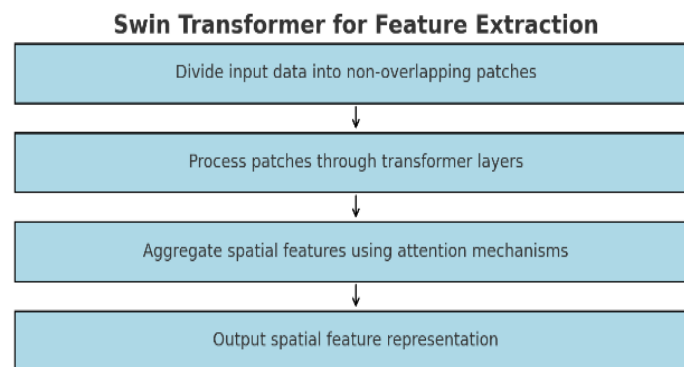 Swin Transformer for Feature Extraction
Divide input data into non-overlapping patches
Process patches through transformer layers
Aggregate spatial features using attention mechanisms
Output spatial feature representation